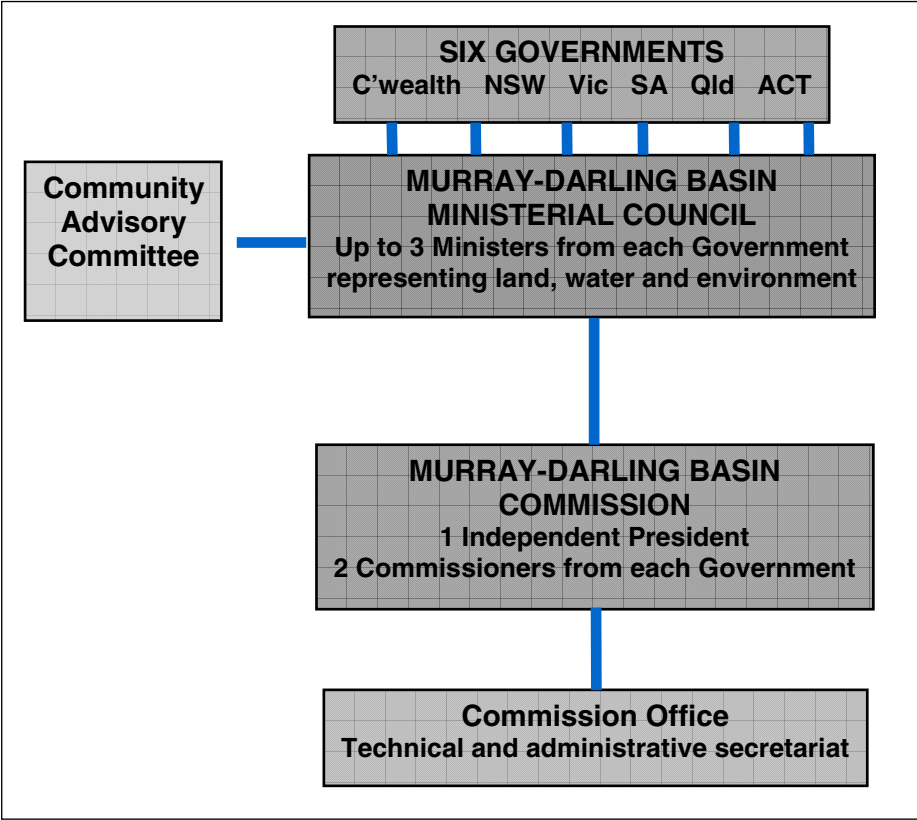 SIX GOVERNMENTS
C'wealth NSW Vic SA Qld ACT
Community
Advisory
Committee
MURRAY-DARLING BASIN
MINISTERIAL COUNCIL
Up to 3 Ministers from each Government
representing land, water and environment
MURRAY-DARLING BASIN
COMMISSION
1 Independent President
2 Commissioners from each Government
Commission Office
Technical and administrative secretariat